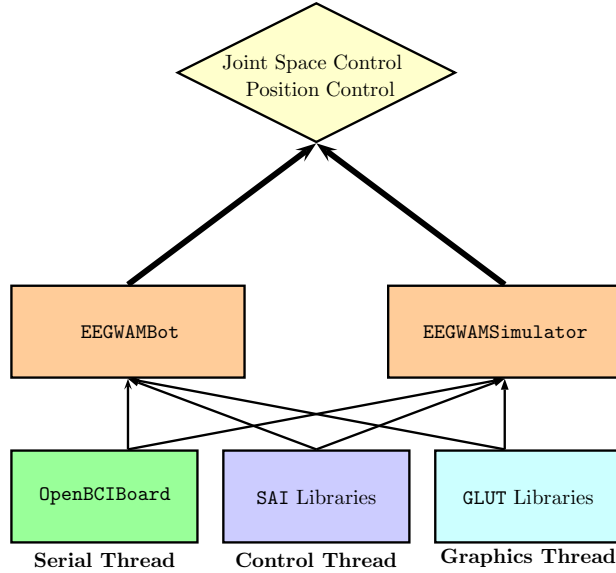 Joint Space Control
Position Control
EEGWAMBot
EEGWAMSimulator
OpenBCIBoard
SAI Libraries
GLUT Libraries
Serial Thread
Control Thread
Graphics Thread